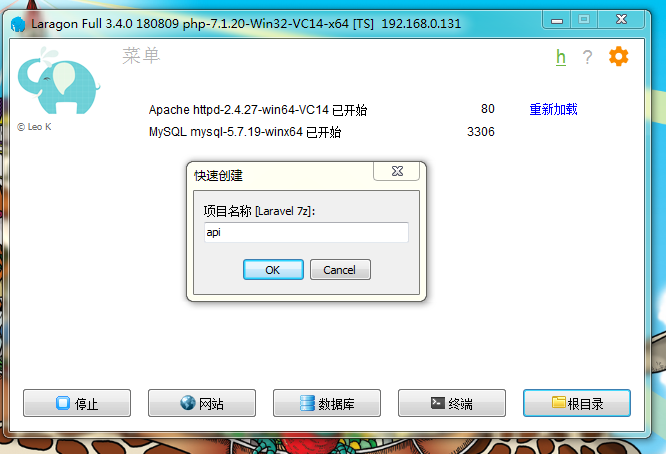 Laragon Full 3.4.0 180809 php-7.1.20-Win32-VC14-x64 [TS] 192.168.0.131
菜单
h ?
© Leo K
Apache httpd-2.4.27-win64-VC14 已开始 80 重新加载
MySQL mysql-5.7.19-winx64 已开始 3306
快速创建
项目名称 [Laravel 7z]:
api
OK Cancel
停止 网站 数据库 终端 根目录